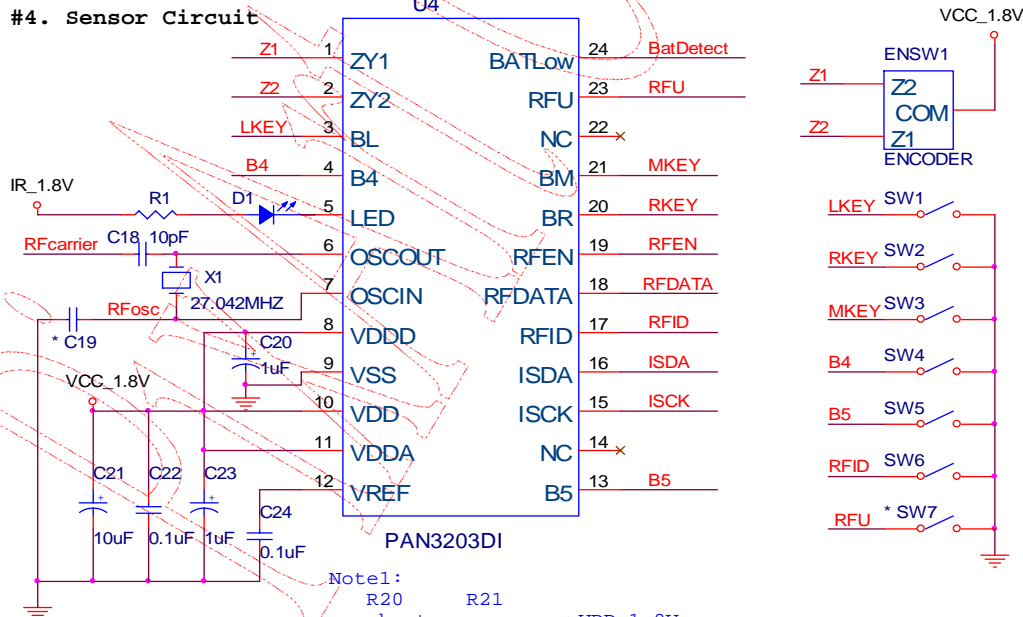 #4. Sensor Circuit
U4
VCC_1.8V
Z1 1 ZY1
Z2 2 ZY2
LKEY 3 BL
B4 4 B4
IR_1.8V R1 D1 5 LED
RFcarrier C18 10pF 6 OSCOUT
X1
27.042MHZ
7 OSCIN
RFosc
* C19
8 VDDD
C20
1uF
9 VSS
VCC_1.8V
10 VDD
11 VDDA
12 VREF
C21
10uF
C22
0.1uF
C23
1uF
C24
0.1uF
BATLow 24 BatDetect
RFU 23 RFU
NC 22
BM 21 MKEY
BR 20 RKEY
RFEN 19 RFEN
RFDATA 18 RFDATA
RFID 17 RFID
ISDA 16 ISDA
ISCK 15 ISCK
NC 14
B5 13 B5
PAN3203DI
ENSW1
Z1 Z2
COM
Z2 Z1
ENCODER
LKEY SW1
RKEY SW2
MKEY SW3
B4 SW4
B5 SW5
RFID SW6
RFU * SW7
Note1:
R20 R21